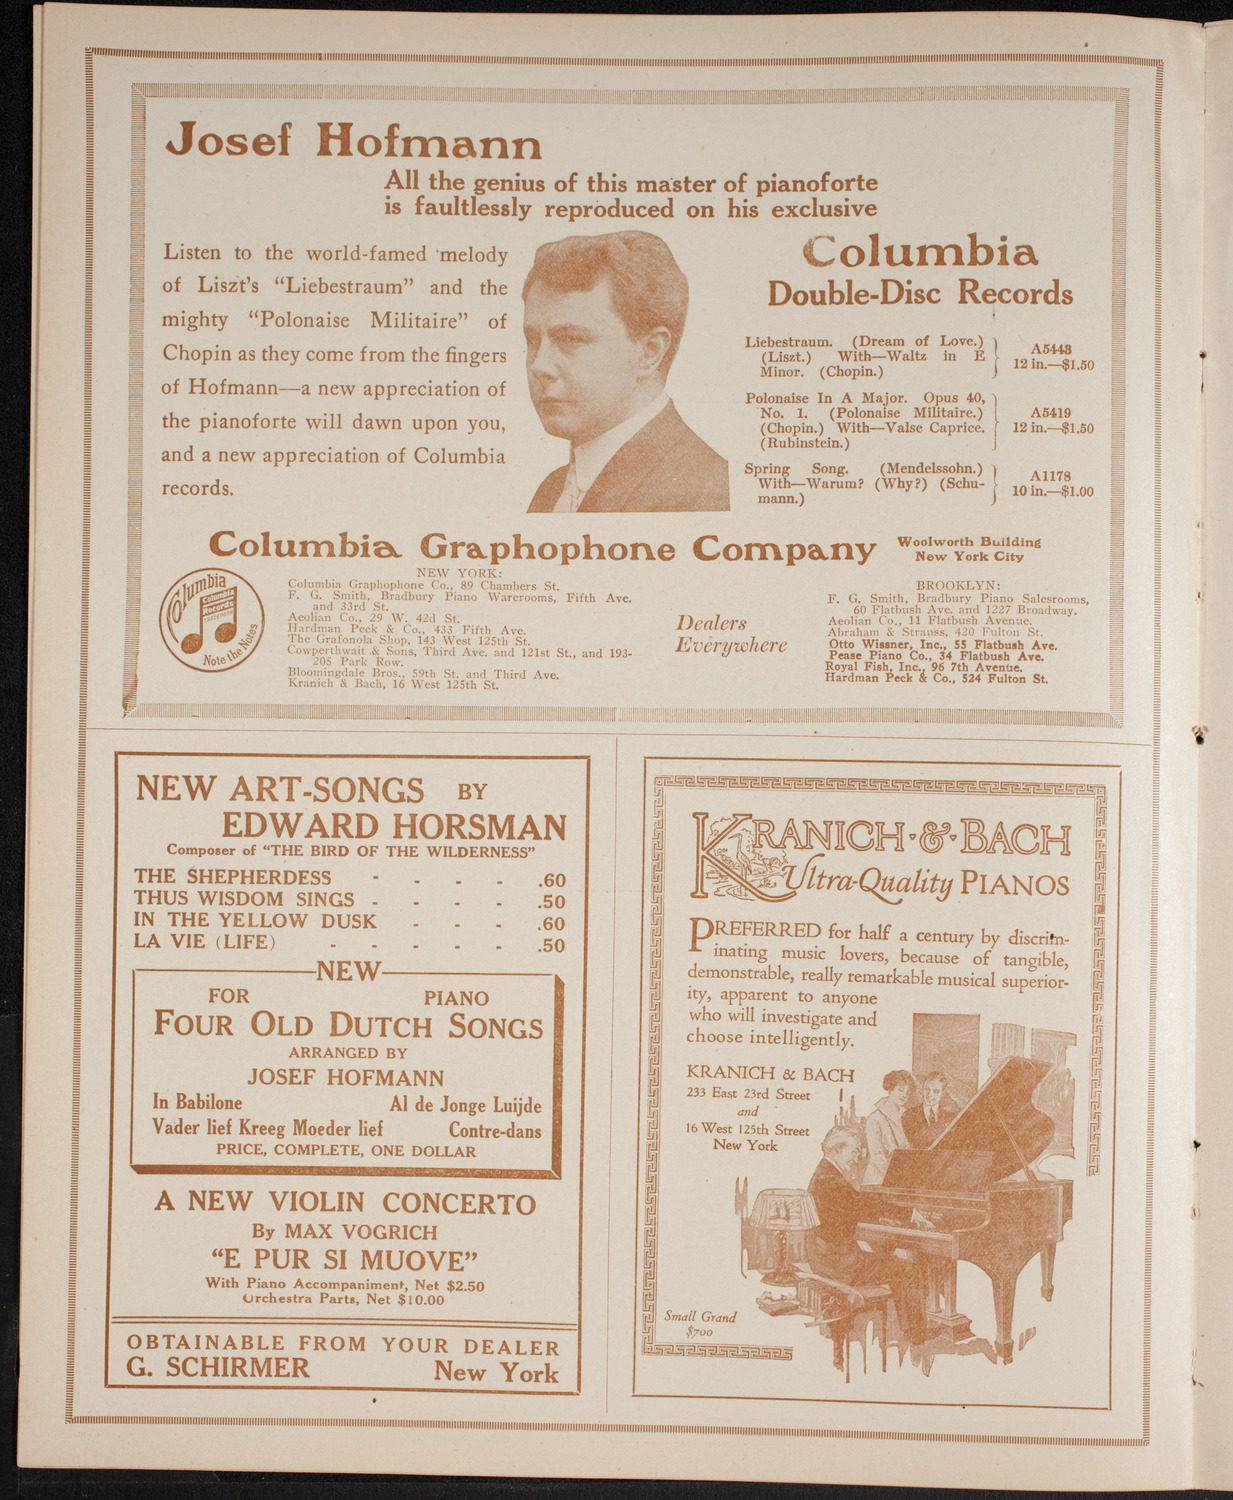 Josef Hofmann
All the genius of this master of pianoforte
is faultlessly reproduced on his exclusive
Listen to the world-famed melody
of Liszt's "Liebestraum" and the
mighty "Polonaise Militaire" of
Chopin as they come from the fingers
of Hofmann—a new appreciation of
the pianoforte will dawn upon you,
and a new appreciation of Columbia
records.
Columbia
Double-Disc Records
Liebestraum. (Dream of Love.)
(Liszt.) With—Waltz in E
Minor. (Chopin.)
A5443
12 in.—$1.50
Polonaise In A Major. Opus 40,
No. 1. (Polonaise Militaire.)
(Chopin.) With—Valse Caprice.
(Rubinstein.)
A5419
12 in.—$1.50
Spring Song. (Mendelssohn.)
With—Warum? (Why?) (Schu-
mann.)
A1178
10 in.—$1.00
Columbia Graphophone Company
Woolworth Building
New York City
Columbia
Columbia
Records
Note the Notes
NEW YORK:
Columbia Graphophone Co., 89 Chambers St.
F. G. Smith, Bradbury Piano Warerooms, Fifth Ave.
and 33rd St.
Aeolian Co., 29 W. 42d St.
Hardman Peck & Co., 433 Fifth Ave.
The Grafonola Shop, 143 West 125th St.
Cowperthwait & Sons, Third Ave. and 121st St., and 193-
205 Park Row.
Bloomingdale Bros., 59th St. and Third Ave.
Kranich & Bach, 16 West 125th St.
Dealers
Everywhere
BROOKLYN:
F. G. Smith, Bradbury Piano Salesrooms,
60 Flatbush Ave. and 1227 Broadway.
Aeolian Co., 11 Flatbush Avenue.
Abraham & Strauss, 420 Fulton St.
Otto Wissner, Inc., 55 Flatbush Ave.
Pease Piano Co., 34 Flatbush Ave.
Royal Fish, Inc., 96 7th Avenue.
Hardman Peck & Co., 524 Fulton St.
NEW ART-SONGS BY
EDWARD HORSMAN
Composer of "THE BIRD OF THE WILDERNESS"
THE SHEPHERDESS - - - - .60
THUS WISDOM SINGS - - - - .50
IN THE YELLOW DUSK - - - .60
LA VIE (LIFE) - - - - - .50
NEW
FOR PIANO
FOUR OLD DUTCH SONGS
ARRANGED BY
JOSEF HOFMANN
In Babilone Al de Jonge Luijde
Vader lief Kreeg Moeder lief Contre-dans
PRICE, COMPLETE, ONE DOLLAR
A NEW VIOLIN CONCERTO
By MAX VOGRICH
"E PUR SI MUOVE"
With Piano Accompaniment, Net $2.50
Orchestra Parts, Net $10.00
OBTAINABLE FROM YOUR DEALER
G. SCHIRMER New York
KRANICH·&·BACH
Ultra-Quality PIANOS
PREFERRED for half a century by discrim-
inating music lovers, because of tangible,
demonstrable, really remarkable musical superior-
ity, apparent to anyone
who will investigate and
choose intelligently.
KRANICH & BACH
233 East 23rd Street
and
16 West 125th Street
New York
Small Grand
$700